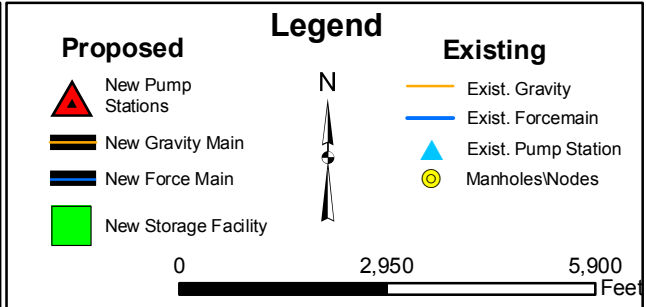 Legend
Proposed
New Pump
Stations
New Gravity Main
New Force Main
New Storage Facility
N
Existing
Exist. Gravity
Exist. Forcemain
Exist. Pump Station
Manholes\Nodes
0 2,950 5,900
Feet